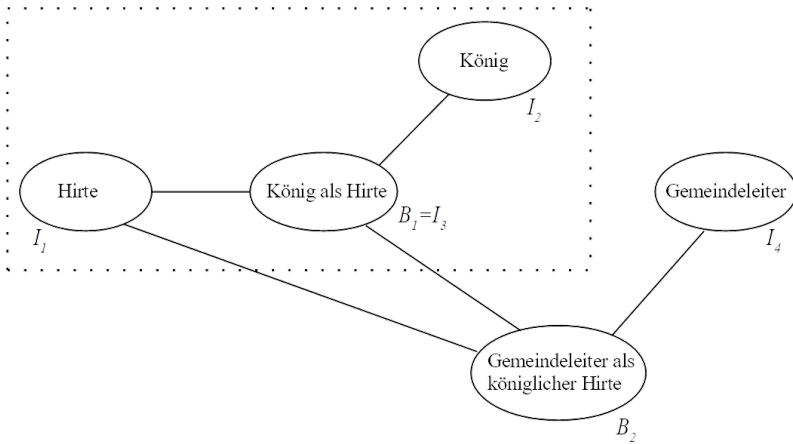 König
I₂
Hirte
König als Hirte
Gemeindeleiter
B₁=I₃
I₁
I₄
Gemeindeleiter als
königlicher Hirte
B₂